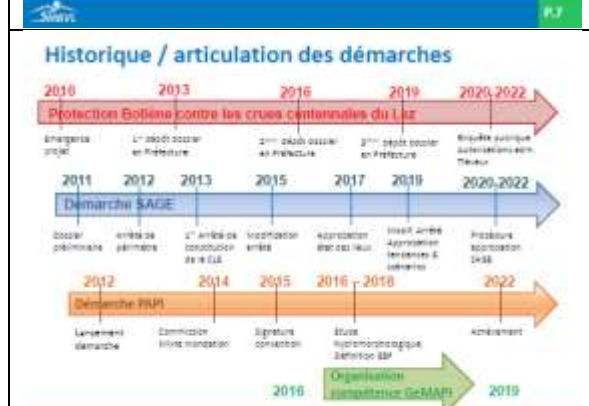 P.7
Historique / articulation des démarches
2010 2013 2016 2019 2020-2022
Protection Bollène contre les crues centennales du Lez
Emergence projet
1er dépôt dossier en Préfecture
2ème dépôt dossier en Préfecture
3ème dépôt dossier en Préfecture
Enquête publique
Travaux
2011 2012 2013 2015 2017 2019 2020-2022
Démarche SAGE
Dossier préliminaire
Arrêté de périmètre
1er Arrêté de constitution de la CLE
Modification arrêté
Approbation état des lieux
Modif. Arrêté
Approbation tendances & scénarios
Procédure approbation SAGE
2012 2014 2015 2016 - 2018 2022
Démarche PAPI
Lancement démarche
Commission Mixte Inondation
Signature convention
Etude Hydromorphologique
Définition EBF
Achèvement
Organisation
compétence GeMAPI
2016 2019